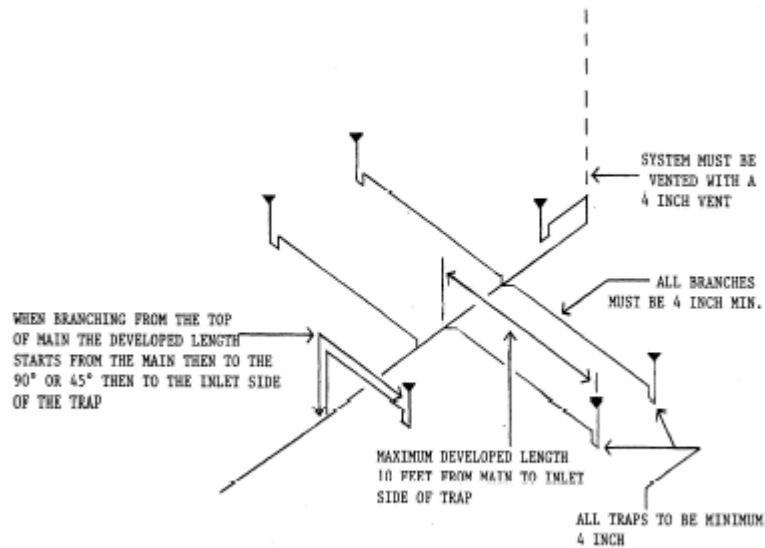 SYSTEM MUST BE
VENTED WITH A
4 INCH VENT
ALL BRANCHES
MUST BE 4 INCH MIN.
WHEN BRANCHING FROM THE TOP
OF MAIN THE DEVELOPED LENGTH
STARTS FROM THE MAIN THEN TO THE
90° OR 45° THEN TO THE INLET SIDE
OF THE TRAP
MAXIMUM DEVELOPED LENGTH
10 FEET FROM MAIN TO INLET
SIDE OF TRAP
ALL TRAPS TO BE MINIMUM
4 INCH